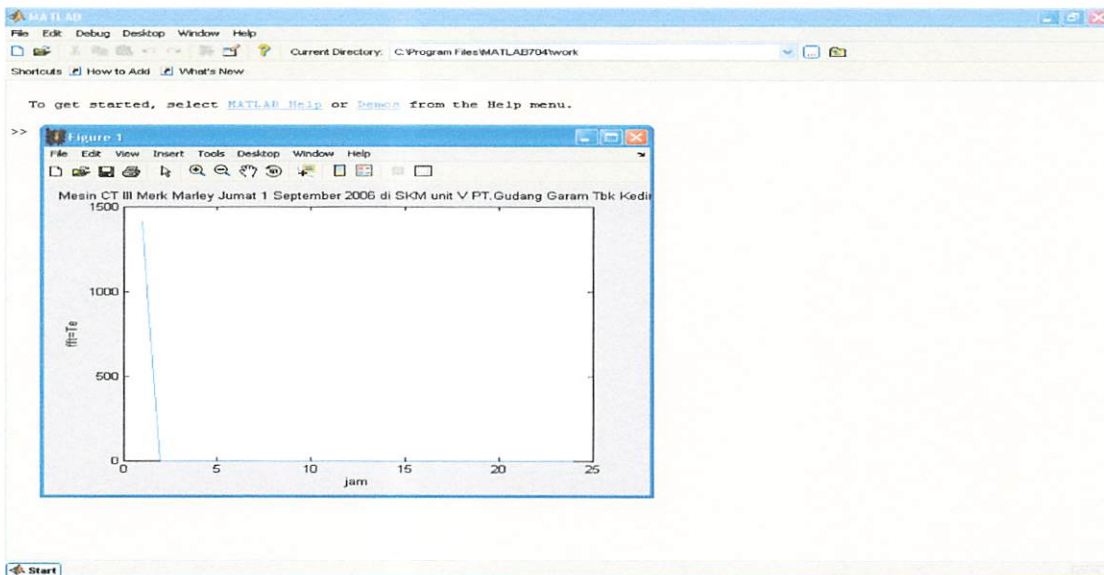 MATLAB
File Edit Debug Desktop Window Help
Current Directory: C:\Program Files\MATLAB704\work
Shortcuts How to Add What's New
To get started, select MATLAB Help or Demos from the Help menu.
>>
Figure 1
File Edit View Insert Tools Desktop Window Help
Mesin CT III Merk Marley Jumat 1 September 2006 di SKM unit V PT.Gudang Garam Tbk Kedir
1500
1000
fft=Te
500
0
0 5 10 15 20 25
jam
Start